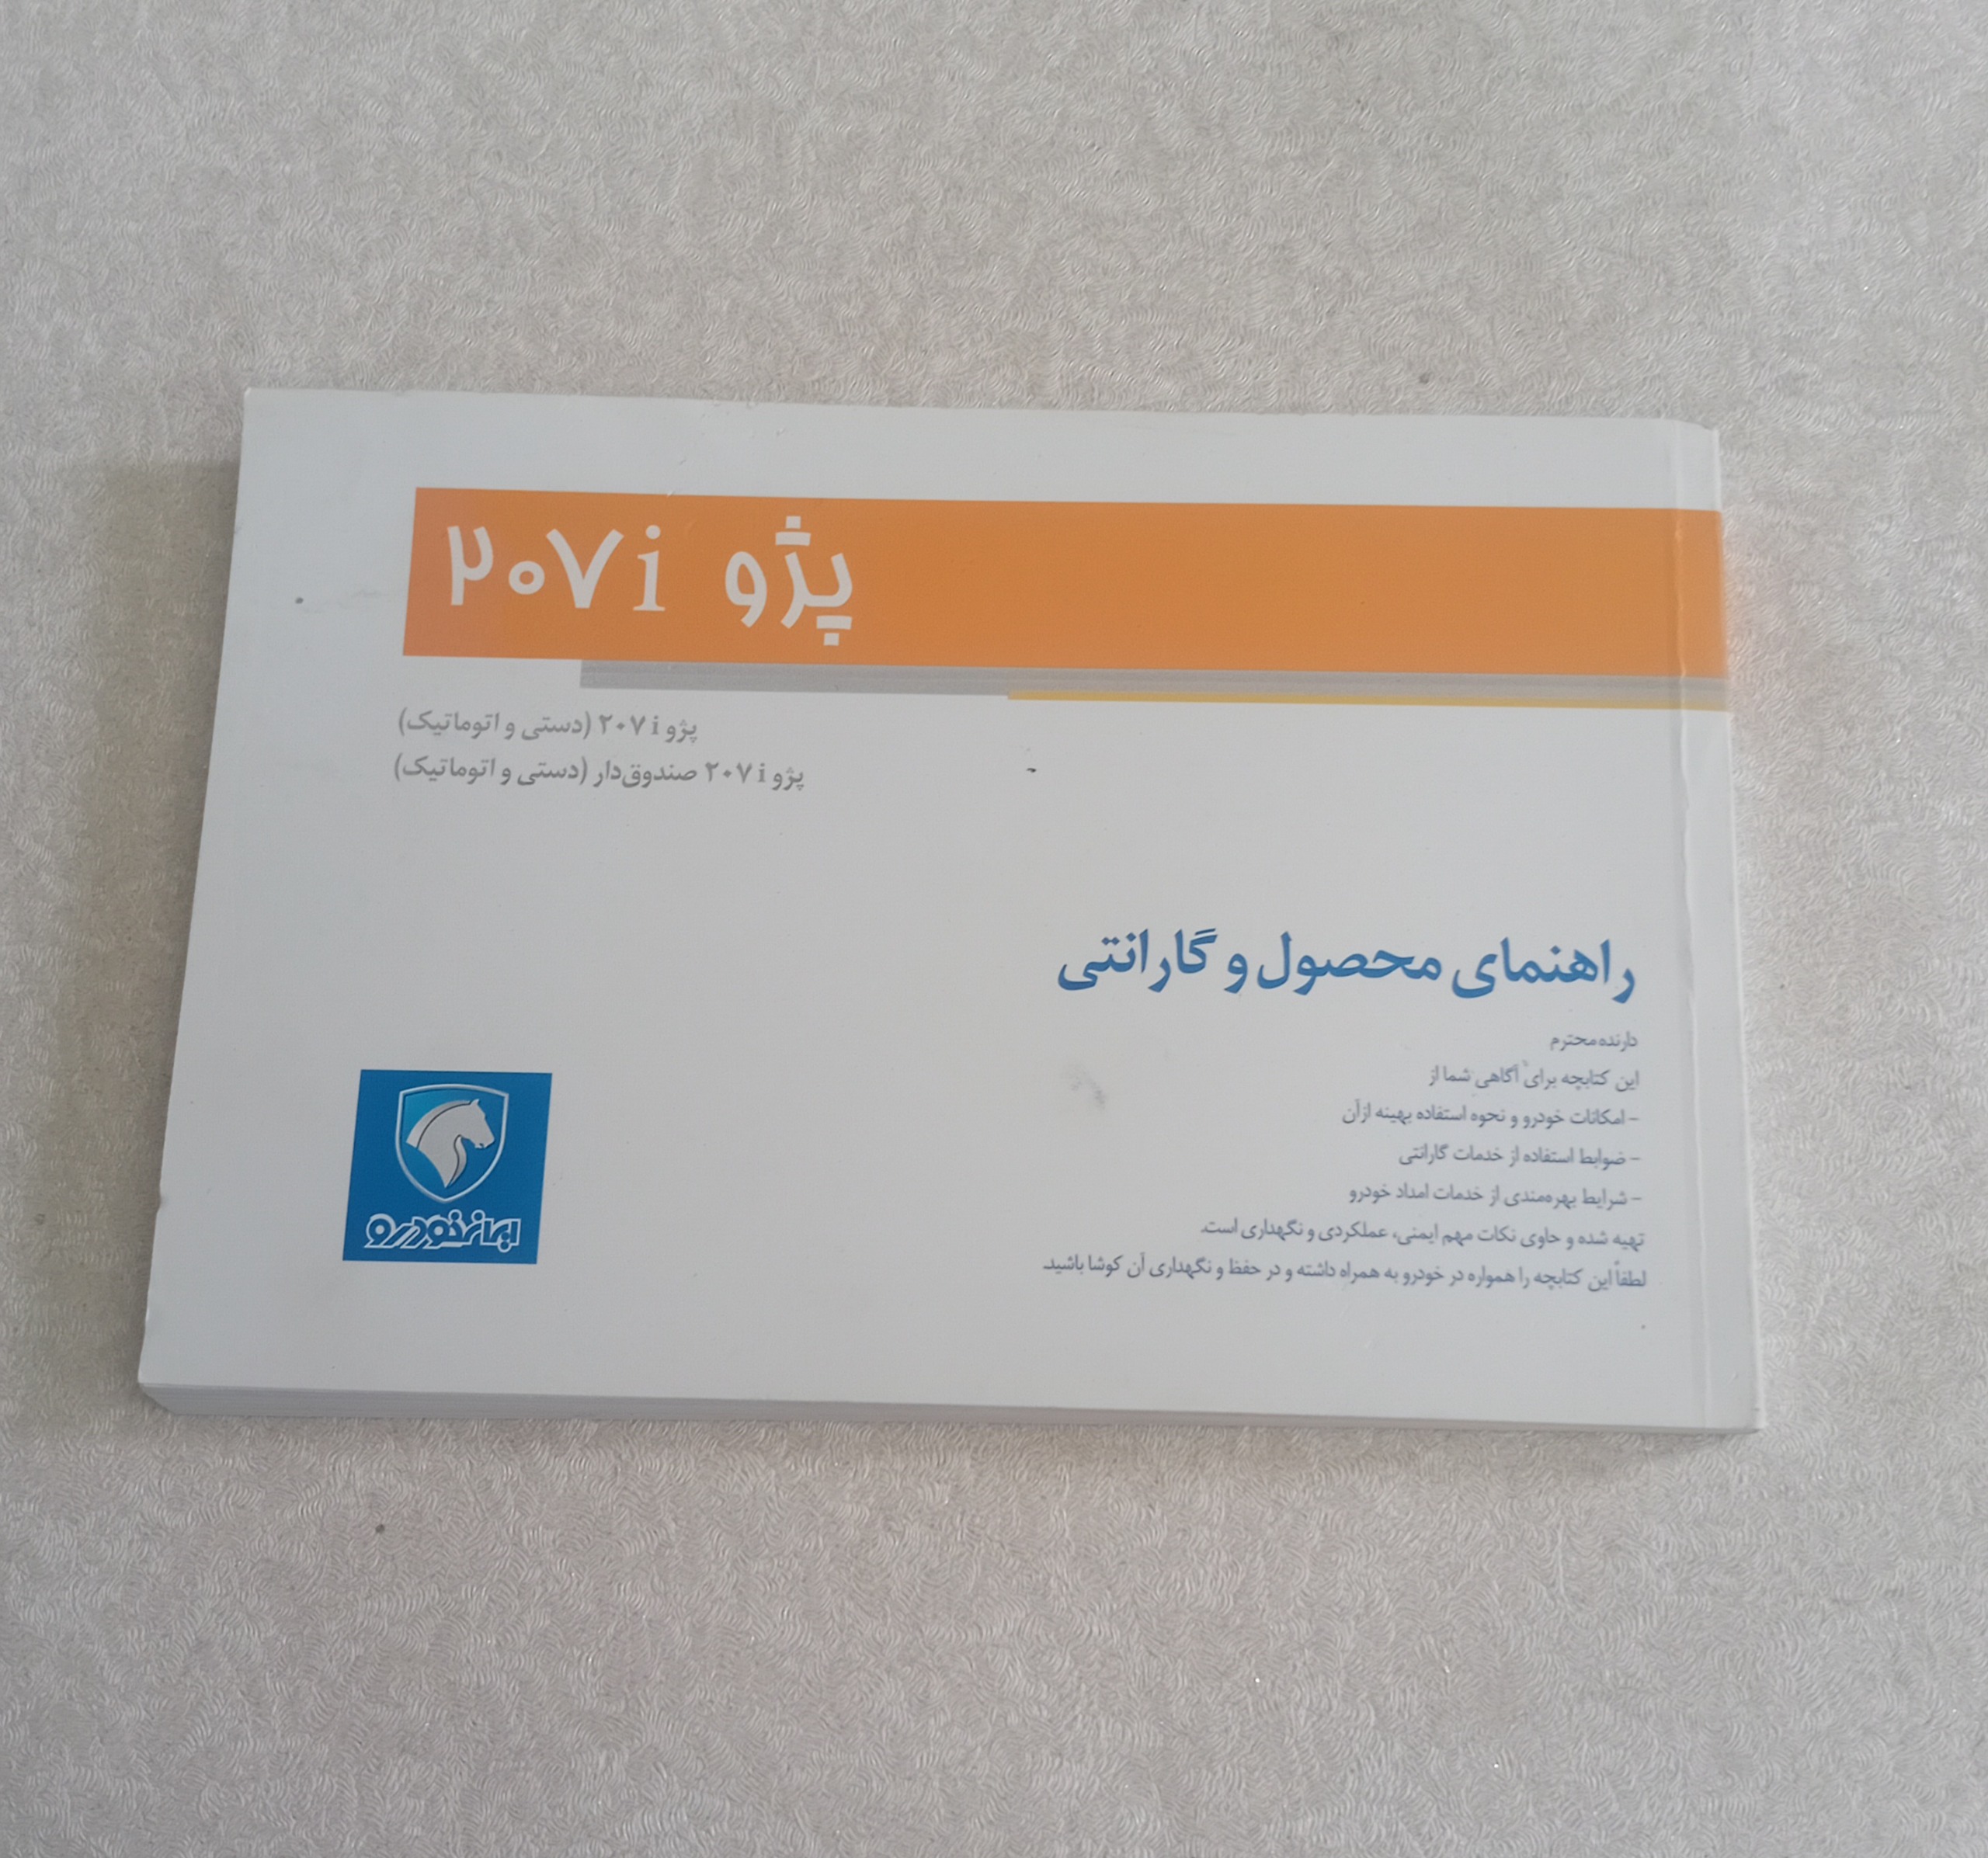 پژو ۲۰۷i
پژو ۲۰۷i (دستی و اتوماتیک)
پژو ۲۰۷i صندوق‌دار (دستی و اتوماتیک)
راهنمای محصول و گارانتی
دارنده محترم
این کتابچه برای آگاهی شما از
- امکانات خودرو و نحوه استفاده بهینه ازآن
- ضوابط استفاده از خدمات گارانتی
- شرایط بهره‌مندی از خدمات امداد خودرو
تهیه شده و حاوی نکات مهم ایمنی، عملکردی و نگهداری است.
لطفاً این کتابچه را همواره در خودرو به همراه داشته و در حفظ و نگهداری آن کوشا باشید.
ایران‌خودرو